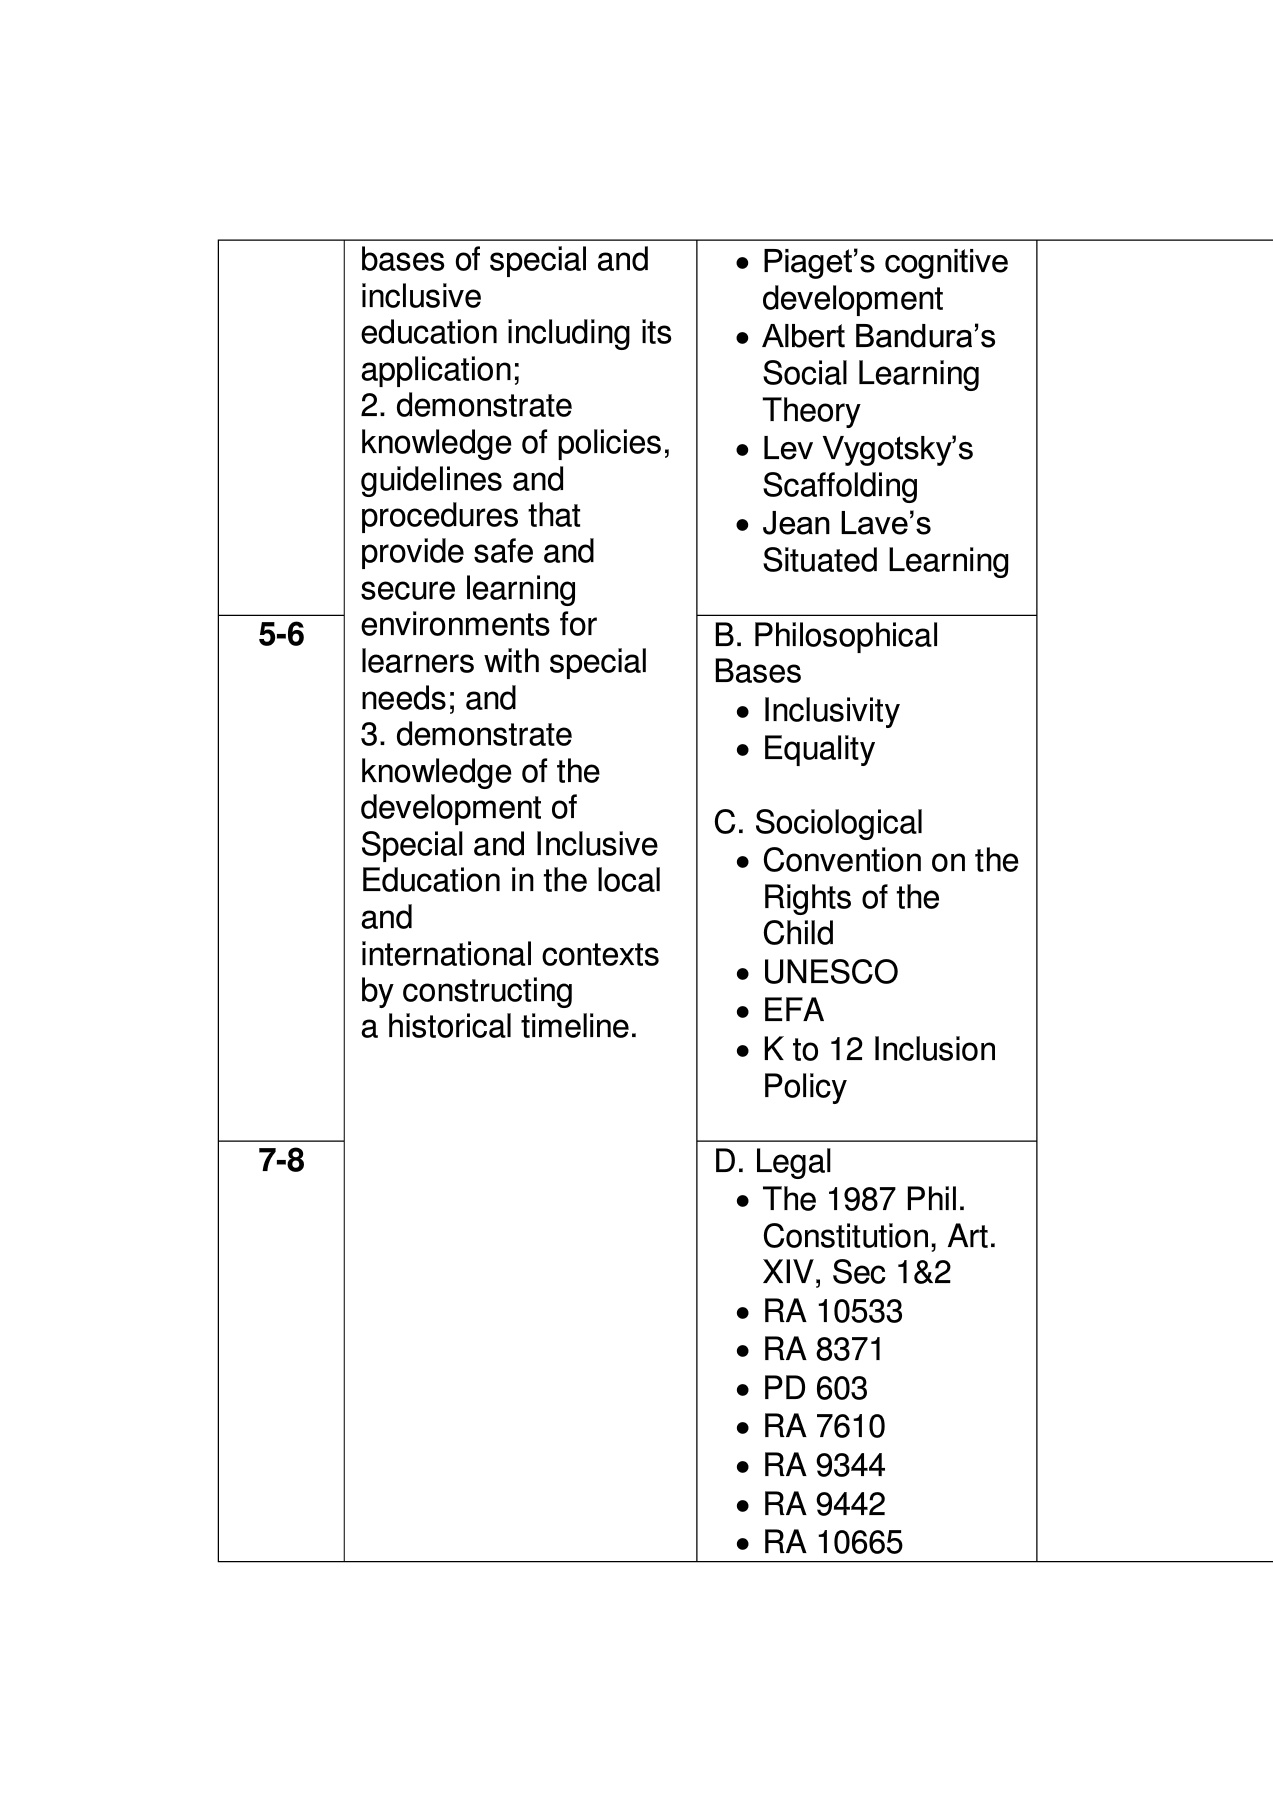 bases of special and
inclusive
education including its
application;
2. demonstrate
knowledge of policies,
guidelines and
procedures that
provide safe and
secure learning
environments for
learners with special
needs; and
3. demonstrate
knowledge of the
development of
Special and Inclusive
Education in the local
and
international contexts
by constructing
a historical timeline.
• Piaget’s cognitive
development
• Albert Bandura’s
Social Learning
Theory
• Lev Vygotsky’s
Scaffolding
• Jean Lave’s
Situated Learning
5-6
B. Philosophical
Bases
• Inclusivity
• Equality
C. Sociological
• Convention on the
Rights of the
Child
• UNESCO
• EFA
• K to 12 Inclusion
Policy
7-8
D. Legal
• The 1987 Phil.
Constitution, Art.
XIV, Sec 1&2
• RA 10533
• RA 8371
• PD 603
• RA 7610
• RA 9344
• RA 9442
• RA 10665